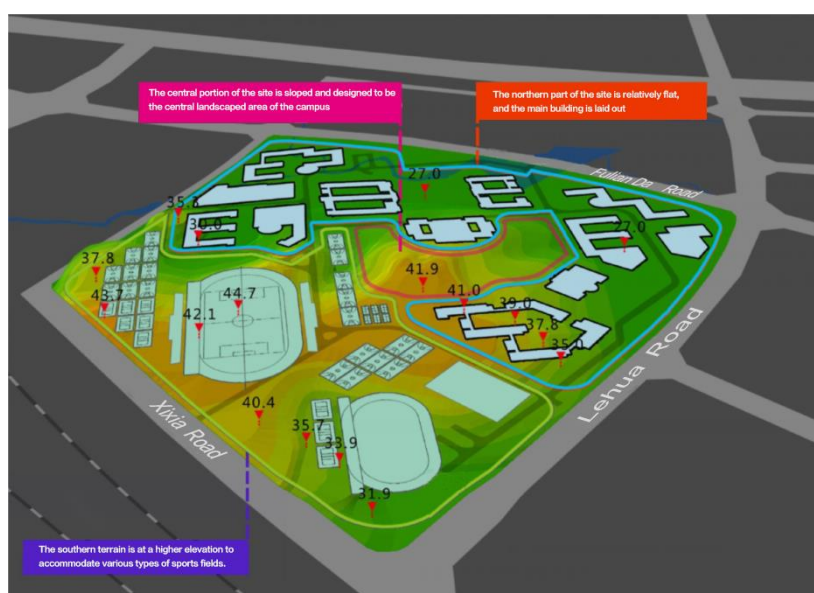 The central portion of the site is sloped and designed to be
the central landscaped area of the campus
The northern part of the site is relatively flat,
and the main building is laid out
Fulian Da Road
27.0
30.0
27.0
37.8
41.9
43.7
41.0
44.7
39.0
42.1
37.8
35.0
Lehua Road
40.4
Xixia Road
35.7
33.9
31.9
The southern terrain is at a higher elevation to
accommodate various types of sports fields.